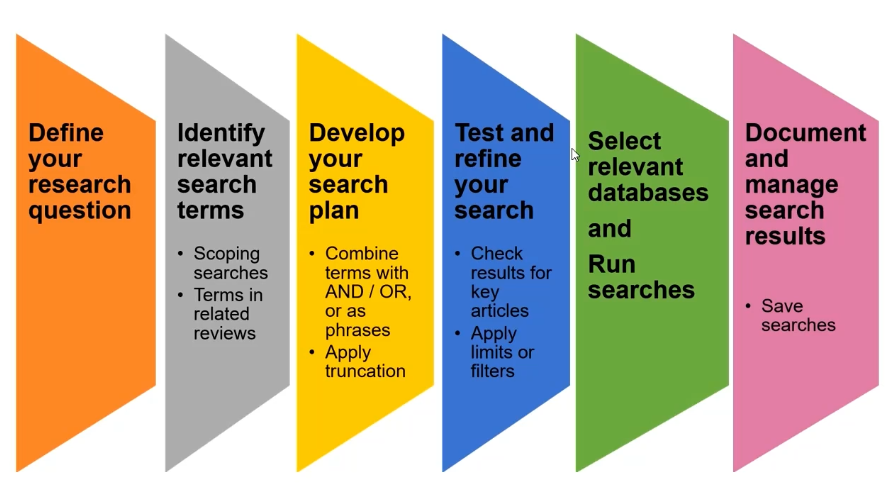 Define
your
research
question
Identify
relevant
search
terms
• Scoping
searches
• Terms in
related
reviews
Develop
your
search
plan
• Combine
terms with
AND / OR,
or as
phrases
• Apply
truncation
Test and
refine
your
search
• Check
results for
key
articles
• Apply
limits or
filters
Select
relevant
databases
and
Run
searches
Document
and
manage
search
results
• Save
searches